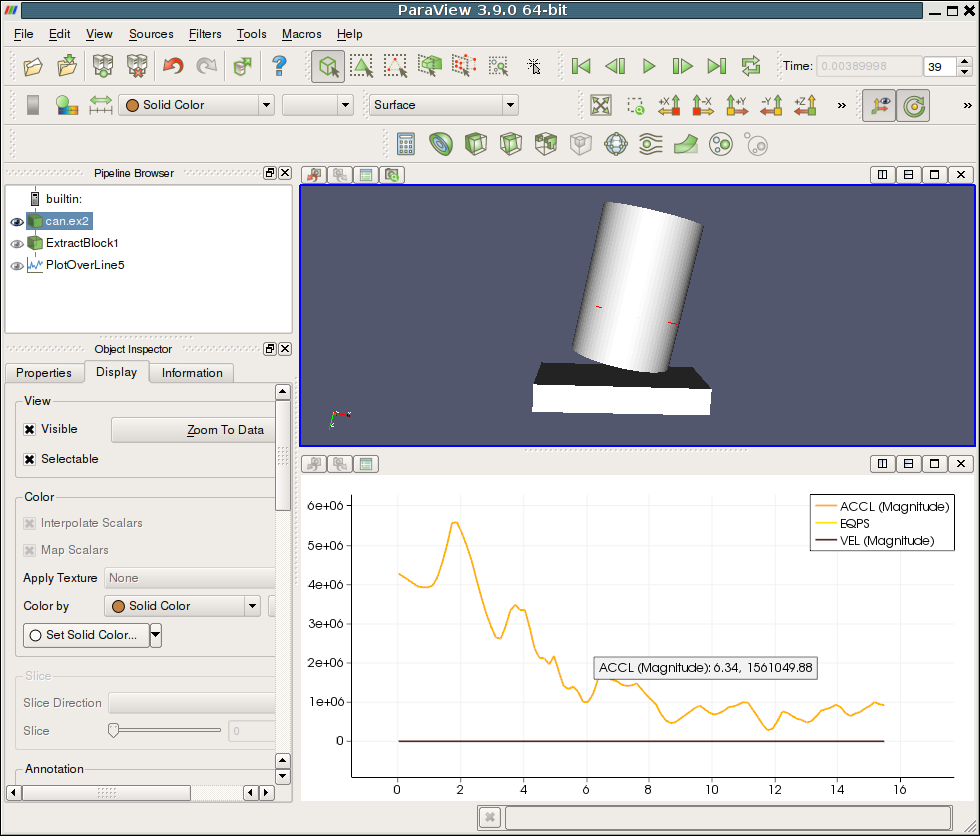 ParaView 3.9.0 64-bit
File Edit View Sources Filters Tools Macros Help
Time: 0.00389998 39
Solid Color Surface +X -X +Y -Y +Z » »
Pipeline Browser
builtin:
can.ex2
ExtractBlock1
PlotOverLine5
Object Inspector
Properties Display Information
View
Visible Zoom To Data
Selectable
Color
Interpolate Scalars
Map Scalars
Apply Texture None
Color by Solid Color
Set Solid Color...
Slice
Slice Direction
Slice 0
Annotation
ACCL (Magnitude)
EQPS
VEL (Magnitude)
6e+06
5e+06
4e+06
3e+06
2e+06
1e+06
0
ACCL (Magnitude): 6.34, 1561049.88
0 2 4 6 8 10 12 14 16